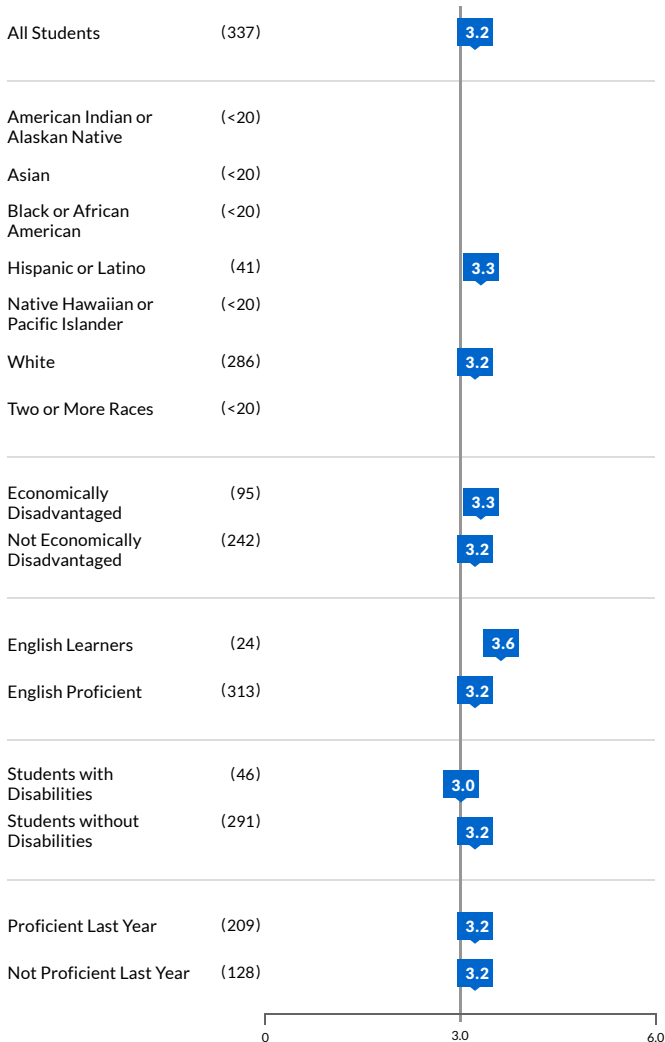 All Students (337) 3.2
American Indian or (<20)
Alaskan Native
Asian (<20)
Black or African (<20)
American
Hispanic or Latino (41) 3.3
Native Hawaiian or (<20)
Pacific Islander
White (286) 3.2
Two or More Races (<20)
Economically (95) 3.3
Disadvantaged
Not Economically (242) 3.2
Disadvantaged
English Learners (24) 3.6
English Proficient (313) 3.2
Students with (46) 3.0
Disabilities
Students without (291) 3.2
Disabilities
Proficient Last Year (209) 3.2
Not Proficient Last Year (128) 3.2
0 3.0 6.0